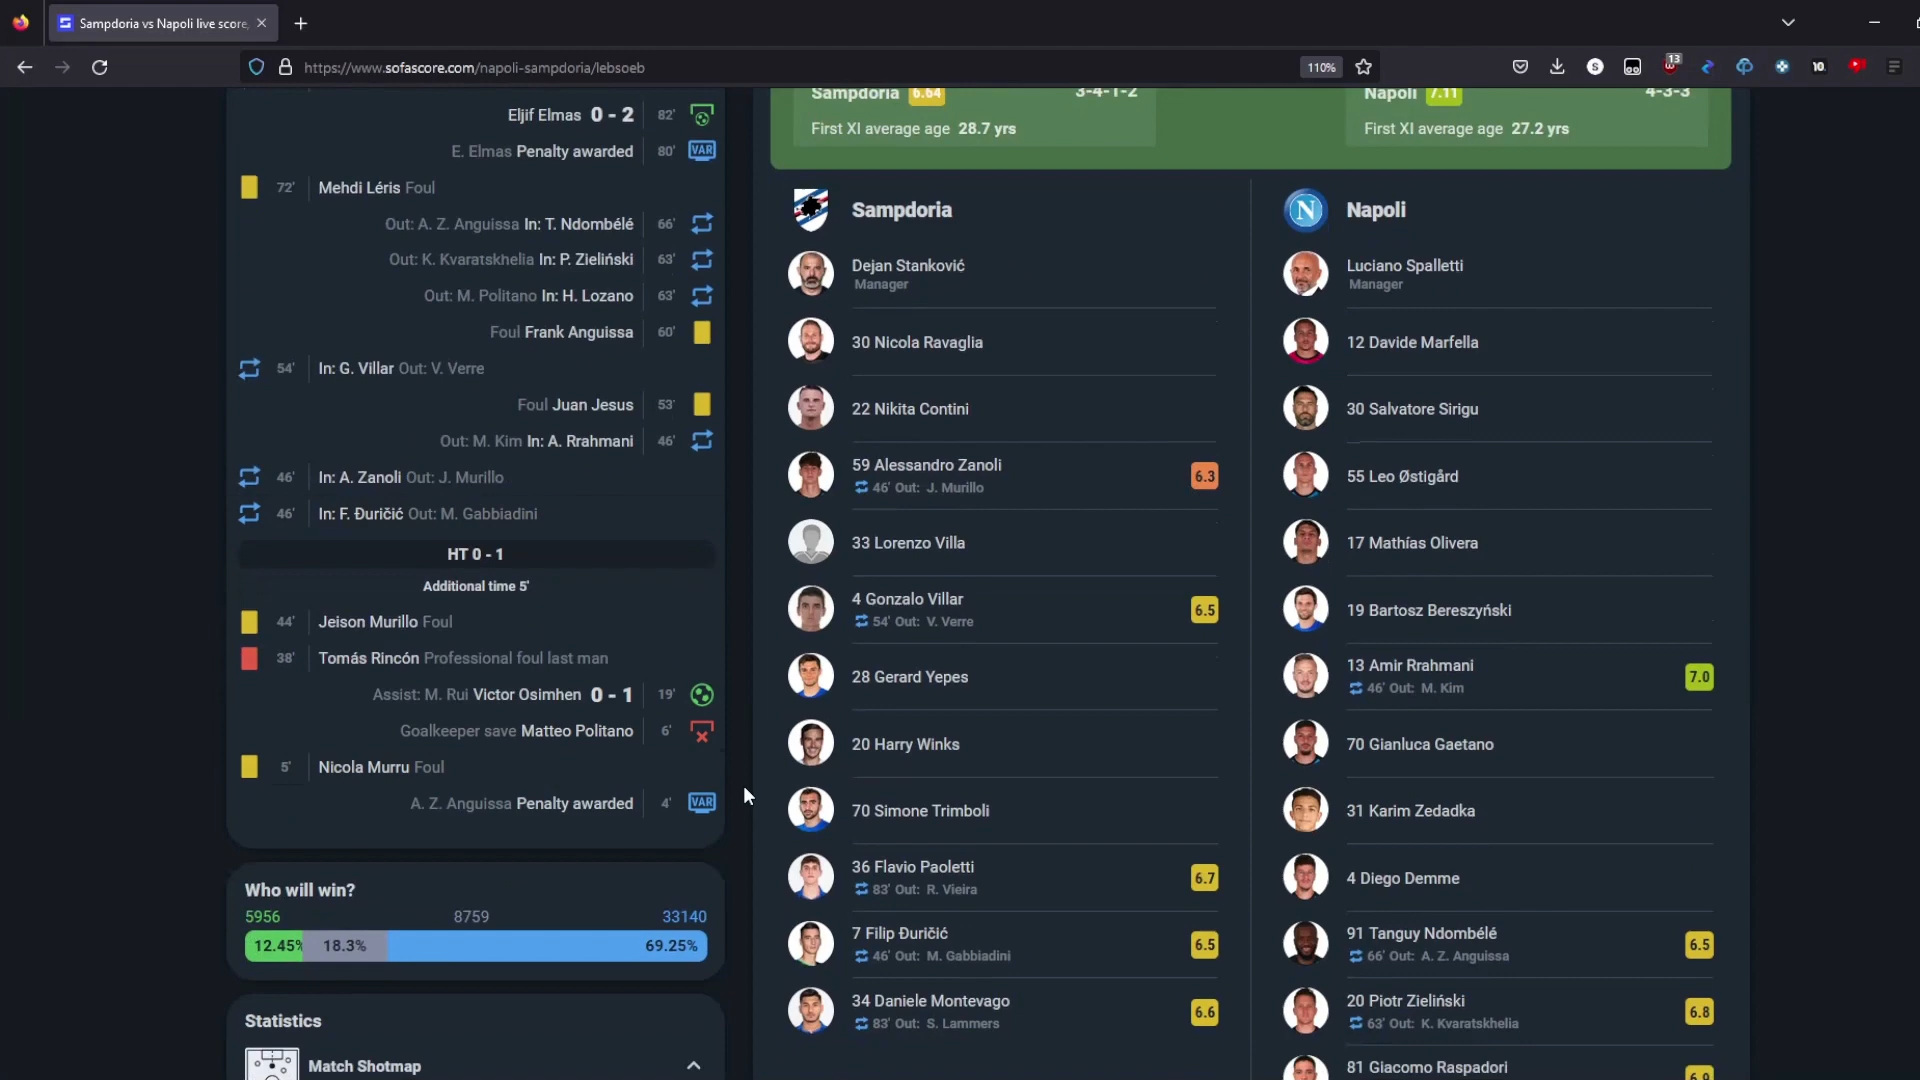 Sampdoria vs Napoli live score,
https://www.sofascore.com/napoli-sampdoria/lebsoeb
110%
13
10.
Eljif Elmas 0 - 2 82'
E. Elmas Penalty awarded 80' VAR
72' Mehdi Léris Foul
Out: A. Z. Anguissa In: T. Ndombélé 66'
Out: K. Kvaratskhelia In: P. Zieliński 63'
Out: M. Politano In: H. Lozano 63'
Foul Frank Anguissa 60'
54' In: G. Villar Out: V. Verre
Foul Juan Jesus 53'
Out: M. Kim In: A. Rrahmani 46'
46' In: A. Zanoli Out: J. Murillo
46' In: F. Đuričić Out: M. Gabbiadini
HT 0 - 1
Additional time 5'
44' Jeison Murillo Foul
38' Tomás Rincón Professional foul last man
Assist: M. Rui Victor Osimhen 0 - 1 19'
Goalkeeper save Matteo Politano 6'
5' Nicola Murru Foul
A. Z. Anguissa Penalty awarded 4' VAR
Who will win?
5956 8759 33140
12.45% 18.3% 69.25%
Statistics
Match Shotmap
Sampdoria 6.64 3-4-1-2
First XI average age 28.7 yrs
Napoli 7.11 4-3-3
First XI average age 27.2 yrs
Sampdoria
Dejan Stanković
Manager
30 Nicola Ravaglia
22 Nikita Contini
59 Alessandro Zanoli 6.3
46' Out: J. Murillo
33 Lorenzo Villa
4 Gonzalo Villar 6.5
54' Out: V. Verre
28 Gerard Yepes
20 Harry Winks
70 Simone Trimboli
36 Flavio Paoletti 6.7
83' Out: R. Vieira
7 Filip Đuričić 6.5
46' Out: M. Gabbiadini
34 Daniele Montevago 6.6
83' Out: S. Lammers
N Napoli
Luciano Spalletti
Manager
12 Davide Marfella
30 Salvatore Sirigu
55 Leo Østigård
17 Mathías Olivera
19 Bartosz Bereszyński
13 Amir Rrahmani 7.0
46' Out: M. Kim
70 Gianluca Gaetano
31 Karim Zedadka
4 Diego Demme
91 Tanguy Ndombélé 6.5
66' Out: A. Z. Anguissa
20 Piotr Zieliński 6.8
63' Out: K. Kvaratskhelia
81 Giacomo Raspadori 6.9